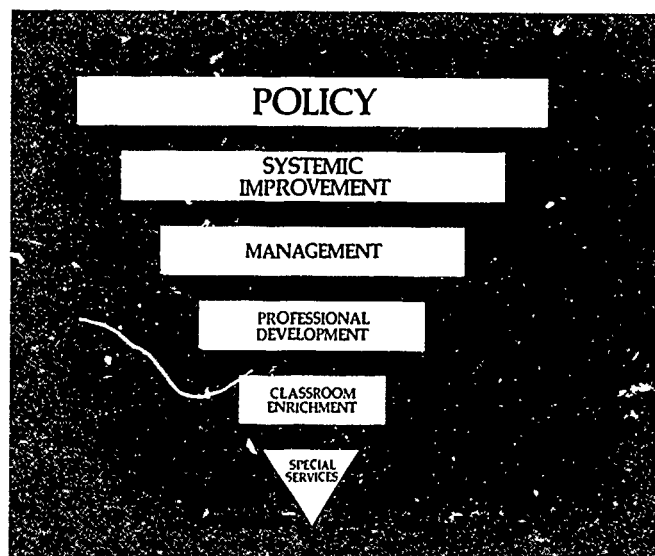 POLICY
SYSTEMIC
IMPROVEMENT
MANAGEMENT
PROFESSIONAL
DEVELOPMENT
CLASSROOM
ENRICHMENT
SPECIAL
SERVICES